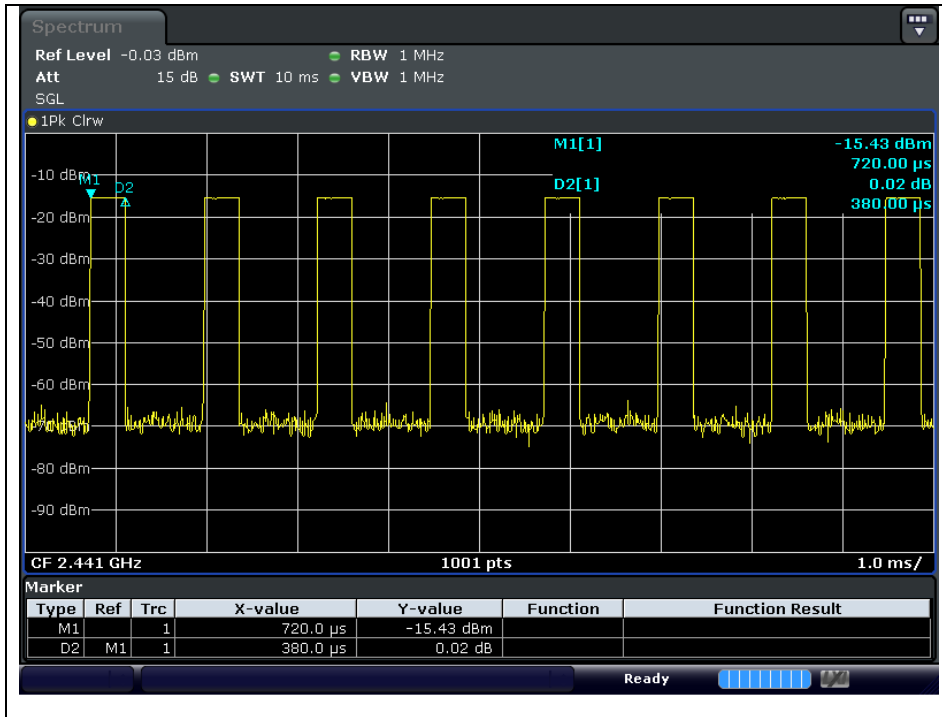 Spectrum
Ref Level -0.03 dBm RBW 1 MHz
Att 15 dB SWT 10 ms VBW 1 MHz
SGL
1Pk Clrw
M1[1] -15.43 dBm
720.00 µs
D2[1] 0.02 dB
380.00 µs
M1 D2
-10 dBm
-20 dBm
-30 dBm
-40 dBm
-50 dBm
-60 dBm
-80 dBm
-90 dBm
CF 2.441 GHz 1001 pts 1.0 ms/
Marker
Type Ref Trc X-value Y-value Function Function Result
M1 1 720.0 µs -15.43 dBm
D2 M1 1 380.0 µs 0.02 dB
Ready